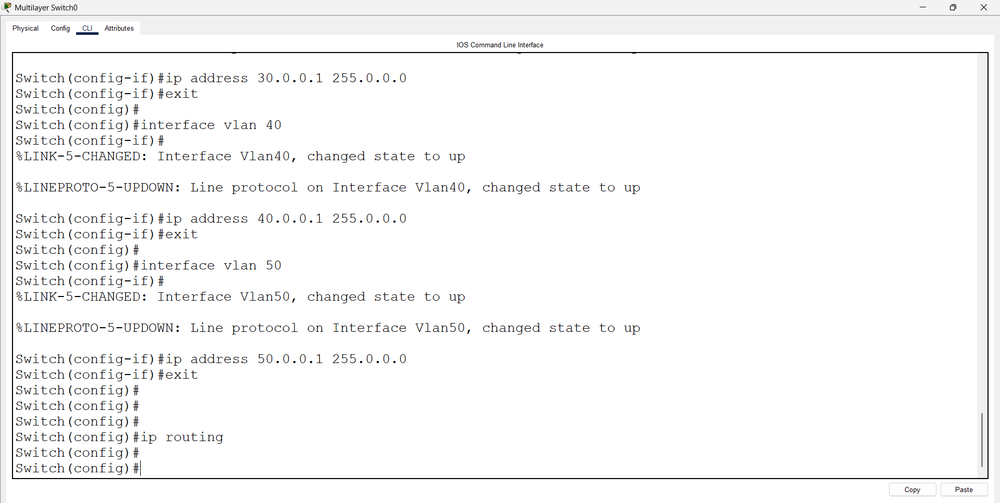 Multilayer Switch0
Physical Config CLI Attributes
IOS Command Line Interface
Switch(config-if)#ip address 30.0.0.1 255.0.0.0
Switch(config-if)#exit
Switch(config)#
Switch(config)#interface vlan 40
Switch(config-if)#
%LINK-5-CHANGED: Interface Vlan40, changed state to up
%LINEPROTO-5-UPDOWN: Line protocol on Interface Vlan40, changed state to up
Switch(config-if)#ip address 40.0.0.1 255.0.0.0
Switch(config-if)#exit
Switch(config)#
Switch(config)#interface vlan 50
Switch(config-if)#
%LINK-5-CHANGED: Interface Vlan50, changed state to up
%LINEPROTO-5-UPDOWN: Line protocol on Interface Vlan50, changed state to up
Switch(config-if)#ip address 50.0.0.1 255.0.0.0
Switch(config-if)#exit
Switch(config)#
Switch(config)#
Switch(config)#
Switch(config)#ip routing
Switch(config)#
Switch(config)#
Copy Paste